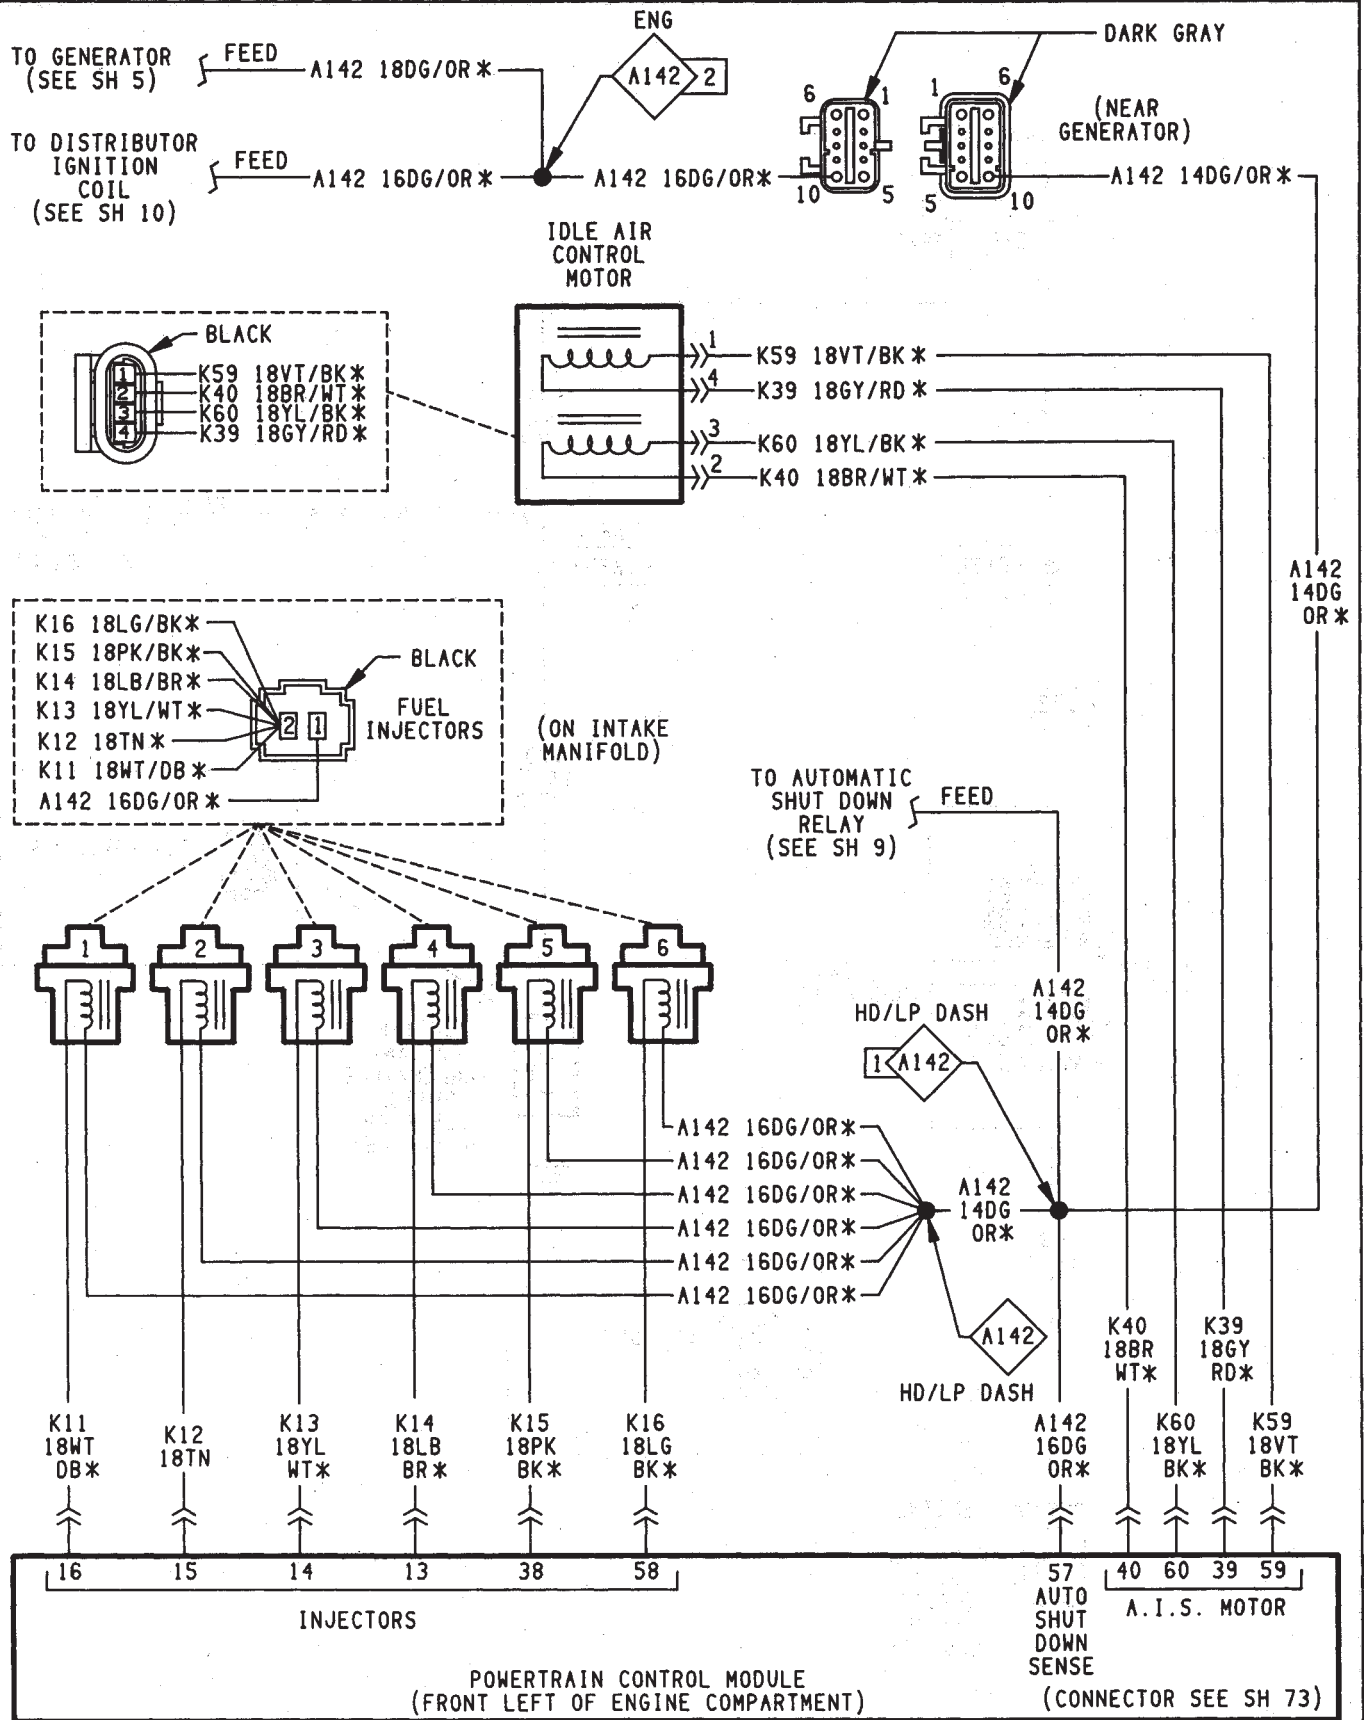 ENG
TO GENERATOR
(SEE SH 5)
FEED
A142 18DG/OR*
A142
2
DARK GRAY
6
1
1
6
(NEAR
GENERATOR)
TO DISTRIBUTOR
IGNITION
COIL
(SEE SH 10)
FEED
A142 16DG/OR*
A142 16DG/OR*
10
5
5
10
A142 14DG/OR*
IDLE AIR
CONTROL
MOTOR
BLACK
1
2
3
4
K59 18VT/BK*
K40 18BR/WT*
K60 18YL/BK*
K39 18GY/RD*
1
K59 18VT/BK*
4
K39 18GY/RD*
3
K60 18YL/BK*
2
K40 18BR/WT*
A142
14DG
OR*
K16 18LG/BK*
K15 18PK/BK*
K14 18LB/BR*
K13 18YL/WT*
K12 18TN*
K11 18WT/DB*
A142 16DG/OR*
2
1
BLACK
FUEL
INJECTORS
(ON INTAKE
MANIFOLD)
TO AUTOMATIC
SHUT DOWN
RELAY
(SEE SH 9)
FEED
1
2
3
4
5
6
A142
14DG
OR*
HD/LP DASH
1
A142
A142 16DG/OR*
A142 16DG/OR*
A142 16DG/OR*
A142 16DG/OR*
A142 16DG/OR*
A142 16DG/OR*
A142
14DG
OR*
A142
HD/LP DASH
K40
18BR
WT*
K39
18GY
RD*
K11
18WT
DB*
K12
18TN
K13
18YL
WT*
K14
18LB
BR*
K15
18PK
BK*
K16
18LG
BK*
A142
16DG
OR*
K60
18YL
BK*
K59
18VT
BK*
16
15
14
13
38
58
57
40
60
39
59
INJECTORS
AUTO
SHUT
DOWN
SENSE
A.I.S. MOTOR
POWERTRAIN CONTROL MODULE
(FRONT LEFT OF ENGINE COMPARTMENT)
(CONNECTOR SEE SH 73)